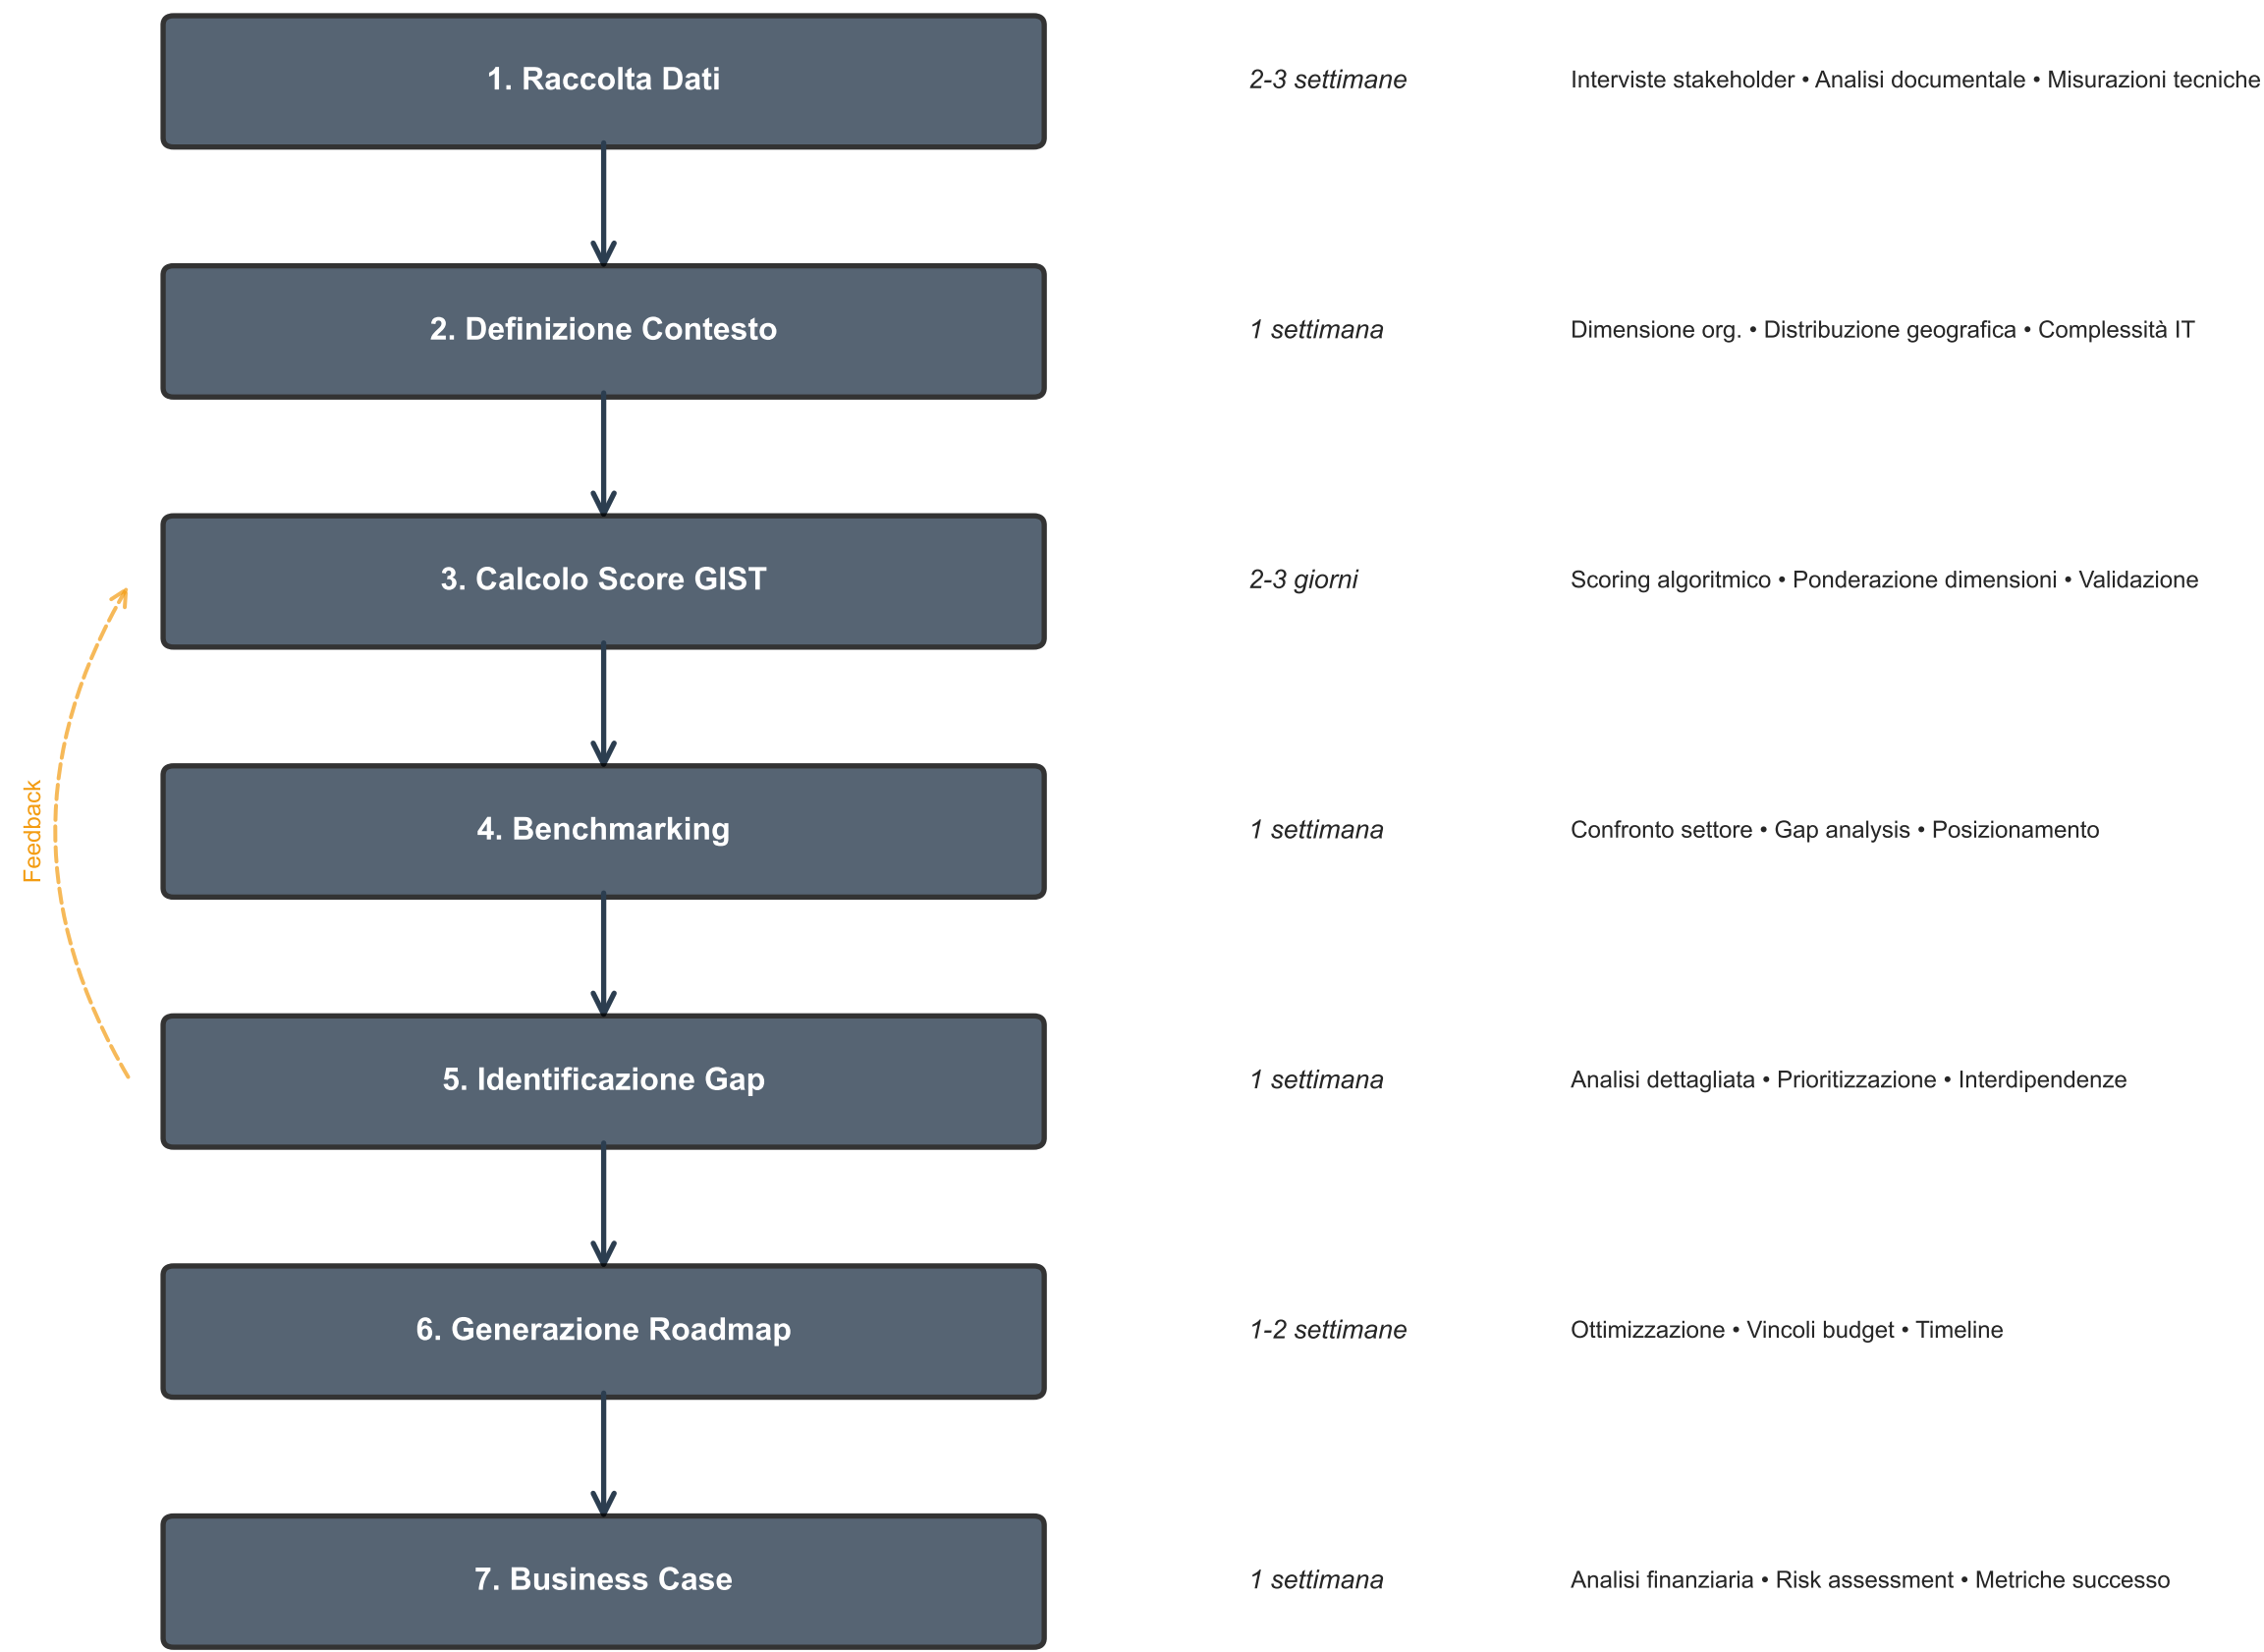 1. Raccolta Dati
2-3 settimane
Interviste stakeholder • Analisi documentale • Misurazioni tecniche
2. Definizione Contesto
1 settimana
Dimensione org. • Distribuzione geografica • Complessità IT
3. Calcolo Score GIST
2-3 giorni
Scoring algoritmico • Ponderazione dimensioni • Validazione
Feedback
4. Benchmarking
1 settimana
Confronto settore • Gap analysis • Posizionamento
5. Identificazione Gap
1 settimana
Analisi dettagliata • Prioritizzazione • Interdipendenze
6. Generazione Roadmap
1-2 settimane
Ottimizzazione • Vincoli budget • Timeline
7. Business Case
1 settimana
Analisi finanziaria • Risk assessment • Metriche successo